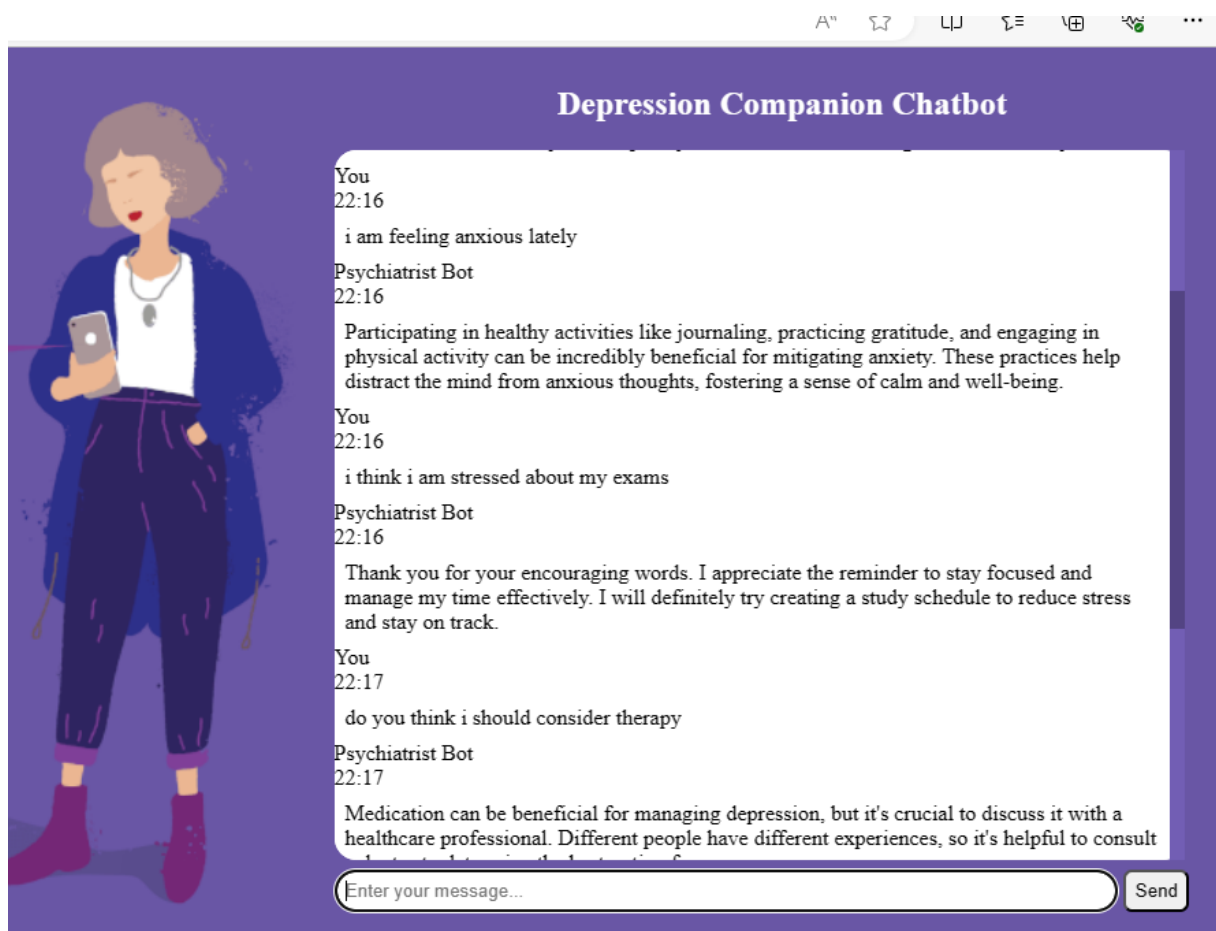 Depression Companion Chatbot
You
22:16
i am feeling anxious lately
Psychiatrist Bot
22:16
Participating in healthy activities like journaling, practicing gratitude, and engaging in
physical activity can be incredibly beneficial for mitigating anxiety. These practices help
distract the mind from anxious thoughts, fostering a sense of calm and well-being.
You
22:16
i think i am stressed about my exams
Psychiatrist Bot
22:16
Thank you for your encouraging words. I appreciate the reminder to stay focused and
manage my time effectively. I will definitely try creating a study schedule to reduce stress
and stay on track.
You
22:17
do you think i should consider therapy
Psychiatrist Bot
22:17
Medication can be beneficial for managing depression, but it's crucial to discuss it with a
healthcare professional. Different people have different experiences, so it's helpful to consult
Enter your message...
Send